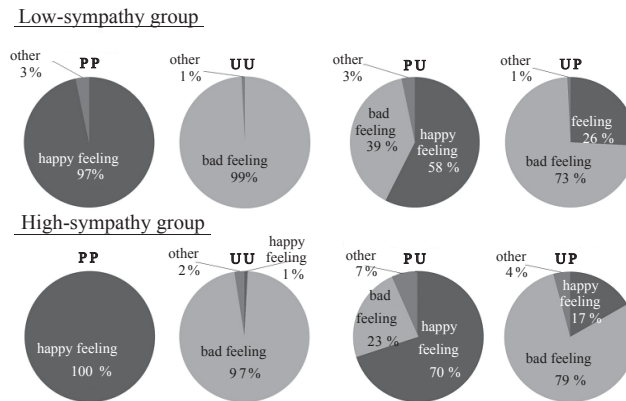 Low-sympathy group
other
3 %
PP
happy feeling
97%
other
1 %
UU
bad feeling
99%
other
3 %
PU
bad
feeling
39 %
happy
feeling
58 %
other
1 %
UP
feeling
26 %
bad feeling
73 %
High-sympathy group
PP
happy feeling
100 %
other
2 %
UU
happy
feeling
1 %
bad feeling
97%
other
7 %
PU
bad
feeling
23 %
happy
feeling
70 %
other
4 %
UP
happy
feeling
17 %
bad feeling
79 %